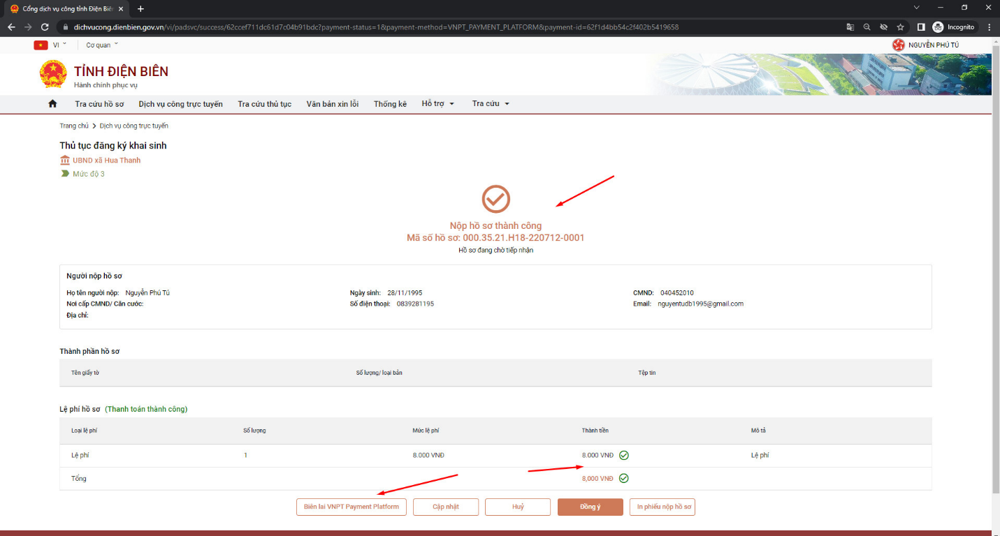 Cổng dịch vụ công tỉnh Điện Biên
dichvucong.dienbien.gov.vn/vi/padsvc/success/62ccef711dc61d7c04b91bdc?payment-status=1&payment-method=VNPT_PAYMENT_PLATFORM&payment-id=62f1d4bb54c2f402b5419658
Incognito
VI
Cơ quan
NGUYỄN PHÚ TÚ
TỈNH ĐIỆN BIÊN
Hành chính phục vụ
Tra cứu hồ sơ
Dịch vụ công trực tuyến
Tra cứu thủ tục
Văn bản xin lỗi
Thống kê
Hỗ trợ
Tra cứu
Trang chủ > Dịch vụ công trực tuyến
Thủ tục đăng ký khai sinh
UBND xã Hua Thanh
Mức độ 3
Nộp hồ sơ thành công
Mã số hồ sơ: 000.35.21.H18-220712-0001
Hồ sơ đang chờ tiếp nhận
Người nộp hồ sơ
Họ tên người nộp: Nguyễn Phú Tú
Ngày sinh: 28/11/1995
CMND: 040452010
Nơi cấp CMND/ Căn cước:
Số điện thoại: 0839281195
Email: nguyentudb1995@gmail.com
Địa chỉ:
Thành phần hồ sơ
Tên giấy tờ
Số lượng/ loại bản
Tệp tin
Lệ phí hồ sơ (Thanh toán thành công)
Loại lệ phí
Số lượng
Mức lệ phí
Thành tiền
Mô tả
Lệ phí
1
8.000 VNĐ
8.000 VNĐ
Lệ phí
Tổng
8,000 VNĐ
Biên lai VNPT Payment Platform
Cập nhật
Huỷ
Đồng ý
In phiếu nộp hồ sơ